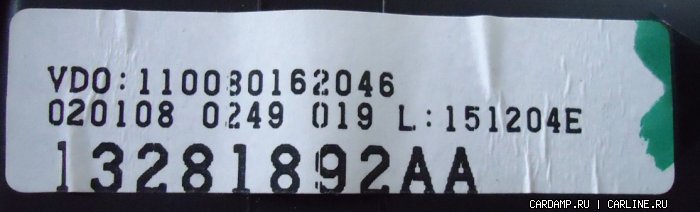 VDO:110080162046
020108 0249 019 L:151204E
13281892AA
CARDAMP.RU | CARLINE.RU